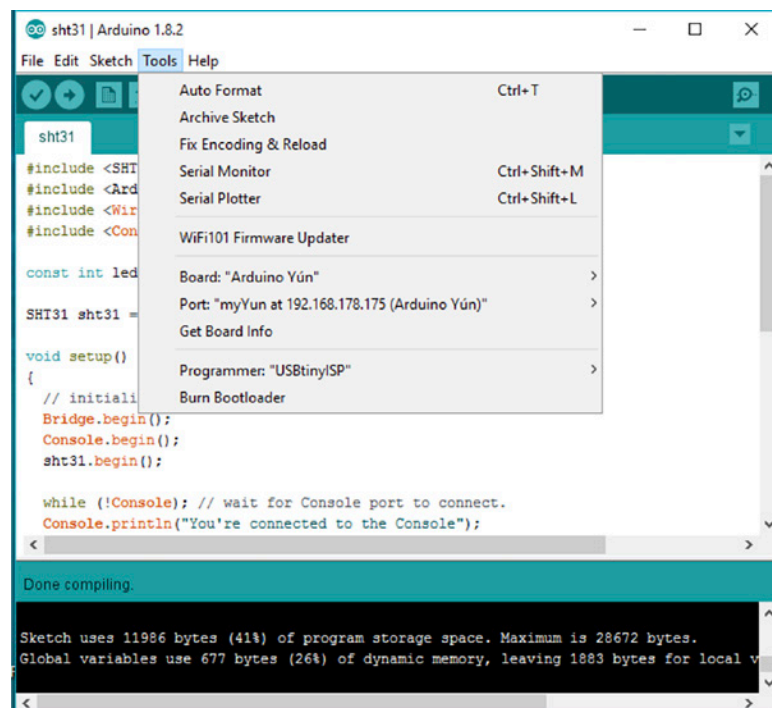 sht31 | Arduino 1.8.2
File Edit Sketch Tools Help
Auto Format Ctrl+T
Archive Sketch
Fix Encoding & Reload
Serial Monitor Ctrl+Shift+M
Serial Plotter Ctrl+Shift+L
WiFi101 Firmware Updater
Board: "Arduino Yún"
Port: "myYun at 192.168.178.175 (Arduino Yún)"
Get Board Info
Programmer: "USBtinyISP"
Burn Bootloader
sht31
#include <SHT
#include <Ard
#include <Wir
#include <Con
const int led
SHT31 sht31 =
void setup()
{
// initiali
Bridge.begin();
Console.begin();
sht31.begin();
while (!Console); // wait for Console port to connect.
Console.println("You're connected to the Console");
Done compiling.
Sketch uses 11986 bytes (41%) of program storage space. Maximum is 28672 bytes.
Global variables use 677 bytes (26%) of dynamic memory, leaving 1883 bytes for local v